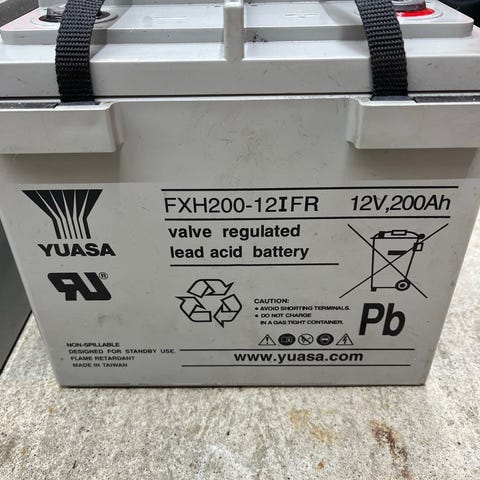 FXH200-12IFR 12V,200Ah
YUASA
valve regulated
lead acid battery
RU®
CAUTION:
• AVOID SHORTING TERMINALS.
• DO NOT CHARGE
IN A GAS TIGHT CONTAINER.
Pb
NON-SPILLABLE
DESIGNED FOR STANDBY USE.
FLAME RETARDANT
MADE IN TAIWAN
www.yuasa.com